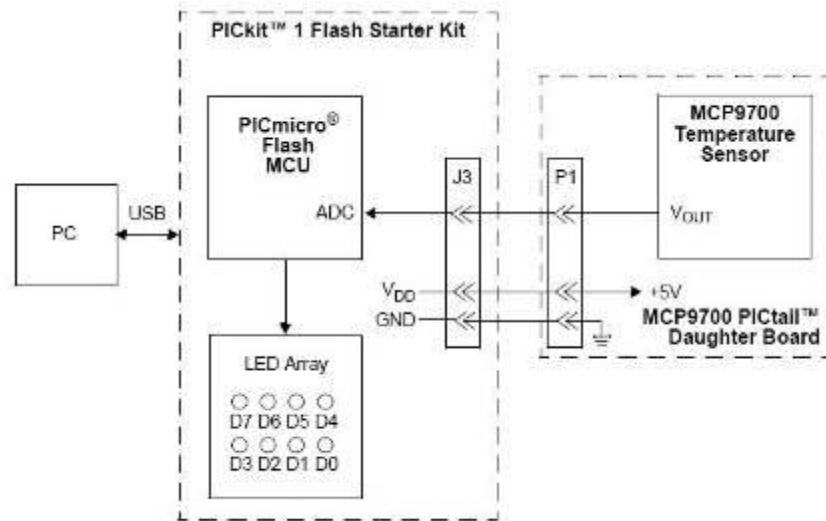 PICkit™ 1 Flash Starter Kit
PICmicro®
Flash
MCU
ADC
PC
USB
J3
P1
MCP9700
Temperature
Sensor
VOUT
VDD
GND
+5V
MCP9700 PICtail™
Daughter Board
LED Array
D7 D6 D5 D4
D3 D2 D1 D0